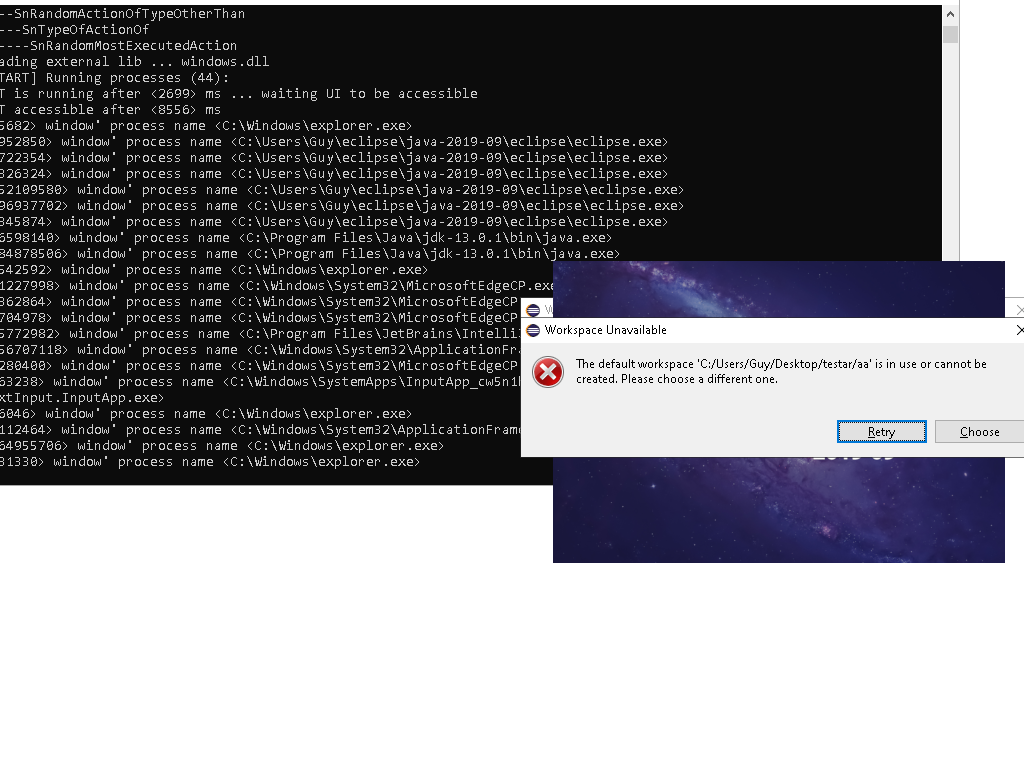 --SnRandomActionOfTypeOtherThan
---SnTypeOfActionOf
----SnRandomMostExecutedAction
ading external lib ... windows.dll
TART] Running processes (44):
T is running after <2699> ms ... waiting UI to be accessible
T accessible after <8556> ms
5682> window' process name <C:\Windows\explorer.exe>
952850> window' process name <C:\Users\Guy\eclipse\java-2019-09\eclipse\eclipse.exe>
722354> window' process name <C:\Users\Guy\eclipse\java-2019-09\eclipse\eclipse.exe>
326324> window' process name <C:\Users\Guy\eclipse\java-2019-09\eclipse\eclipse.exe>
52109580> window' process name <C:\Users\Guy\eclipse\java-2019-09\eclipse\eclipse.exe>
96937702> window' process name <C:\Users\Guy\eclipse\java-2019-09\eclipse\eclipse.exe>
845874> window' process name <C:\Users\Guy\eclipse\java-2019-09\eclipse\eclipse.exe>
6598140> window' process name <C:\Program Files\Java\jdk-13.0.1\bin\java.exe>
84878506> window' process name <C:\Program Files\Java\jdk-13.0.1\bin\java.exe>
542592> window' process name <C:\Windows\explorer.exe>
1227998> window' process name <C:\Windows\System32\MicrosoftEdgeCP.exe
362864> window' process name <C:\Windows\System32\MicrosoftEdgeCP
704978> window' process name <C:\Windows\System32\MicrosoftEdgeCP
5772982> window' process name <C:\Program Files\JetBrains\Intelli
56707118> window' process name <C:\Windows\System32\ApplicationFr
280400> window' process name <C:\Windows\System32\MicrosoftEdgeCP
63238> window' process name <C:\Windows\SystemApps\InputApp_cw5n1h
xtInput.InputApp.exe>
6046> window' process name <C:\Windows\explorer.exe>
112464> window' process name <C:\Windows\System32\ApplicationFrame
64955706> window' process name <C:\Windows\explorer.exe>
31330> window' process name <C:\Windows\explorer.exe>
Workspace Unavailable
The default workspace 'C:/Users/Guy/Desktop/testar/aa' is in use or cannot be
created. Please choose a different one.
Retry
Choose